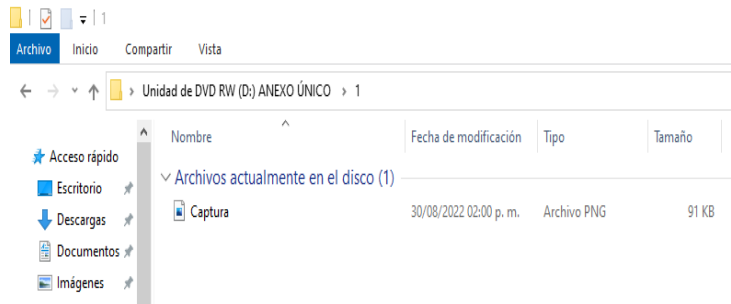 1
Archivo Inicio Compartir Vista
Unidad de DVD RW (D:) ANEXO ÚNICO > 1
Nombre Fecha de modificación Tipo Tamaño
Acceso rápido
Archivos actualmente en el disco (1)
Escritorio
Captura 30/08/2022 02:00 p. m. Archivo PNG 91 KB
Descargas
Documentos
Imágenes